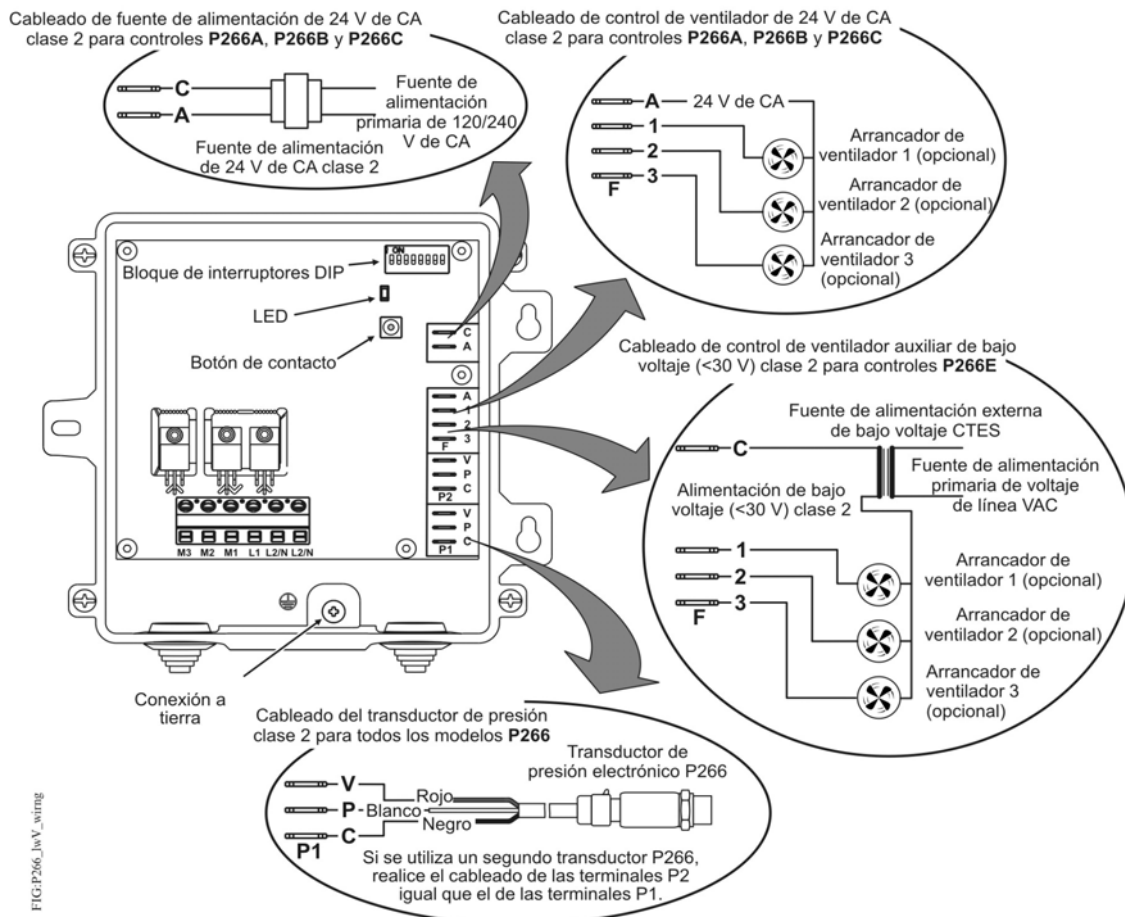 Cableado de fuente de alimentación de 24 V de CA
clase 2 para controles P266A, P266B y P266C
C
A
Fuente de
alimentación
primaria de 120/240
V de CA
Fuente de alimentación
de 24 V de CA clase 2
Cableado de control de ventilador de 24 V de CA
clase 2 para controles P266A, P266B y P266C
A
24 V de CA
1
2
3
F
Arrancador de
ventilador 1 (opcional)
Arrancador de
ventilador 2 (opcional)
Arrancador de
ventilador 3
(opcional)
Bloque de interruptores DIP
ON
LED
Botón de contacto
C
A
A
1
2
3
F
V
P
C
P2
V
P
C
P1
M3 M2 M1 L1 L2/N L2/N
Conexión a
tierra
Cableado de control de ventilador auxiliar de bajo
voltaje (<30 V) clase 2 para controles P266E
Fuente de alimentación externa
de bajo voltaje CTES
C
Fuente de alimentación
primaria de voltaje
de línea VAC
Alimentación de bajo
voltaje (<30 V) clase 2
1
2
3
F
Arrancador de
ventilador 1 (opcional)
Arrancador de
ventilador 2 (opcional)
Arrancador de
ventilador 3
(opcional)
Cableado del transductor de presión
clase 2 para todos los modelos P266
Transductor de
presión electrónico P266
V
Rojo
P
Blanco
C
Negro
P1
Si se utiliza un segundo transductor P266,
realice el cableado de las terminales P2
igual que el de las terminales P1.
FIG:P266_lwV_wirng